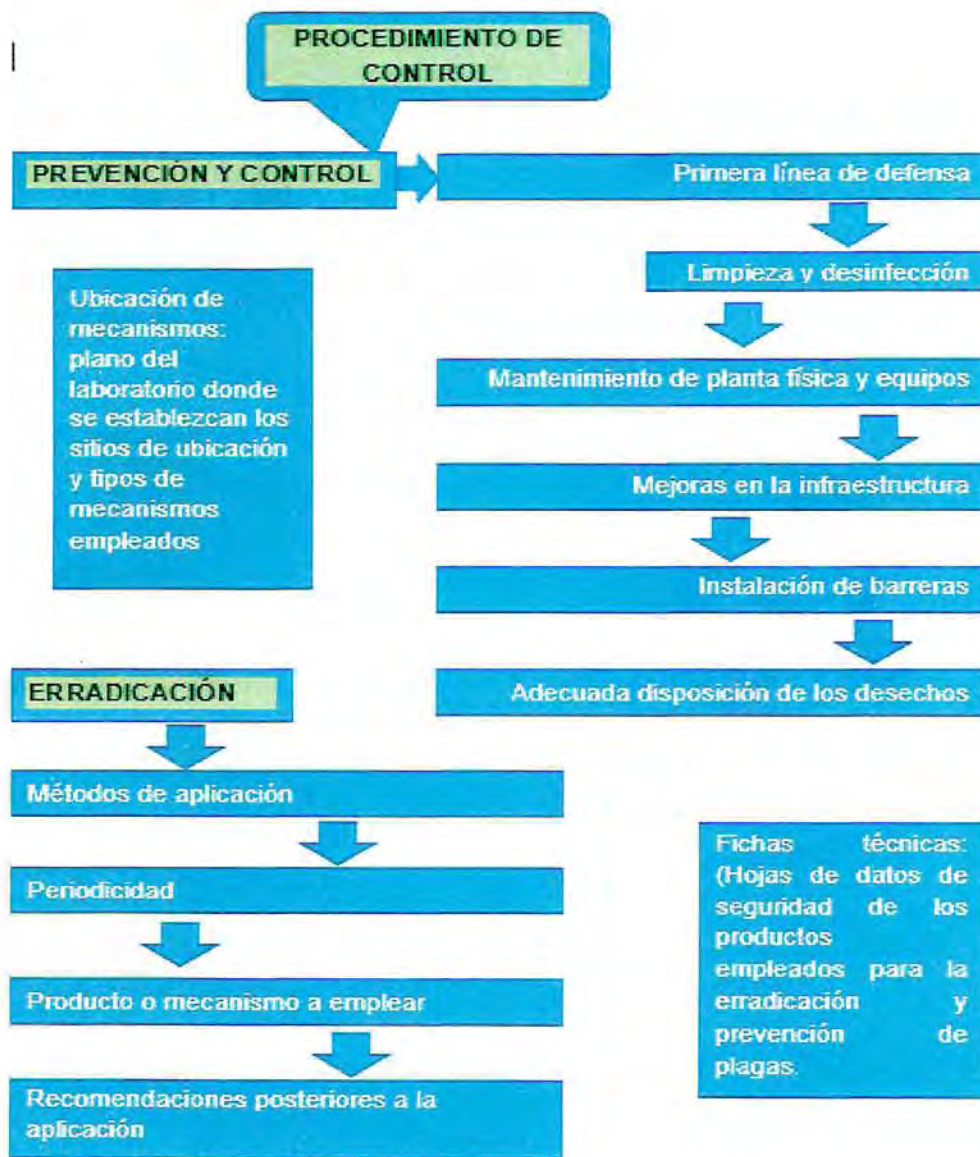 PROCEDIMIENTO DE
CONTROL
PREVENCIÓN Y CONTROL
Primera línea de defensa
Limpieza y desinfección
Mantenimiento de planta física y equipos
Mejoras en la infraestructura
Instalación de barreras
Adecuada disposición de los desechos
Ubicación de
mecanismos:
plano del
laboratorio donde
se establezcan los
sitios de ubicación
y tipos de
mecanismos
empleados
ERRADICACIÓN
Métodos de aplicación
Periodicidad
Producto o mecanismo a emplear
Recomendaciones posteriores a la
aplicación
Fichas técnicas:
(Hojas de datos de
seguridad de los
productos
empleados para la
erradicación y
prevención de
plagas.